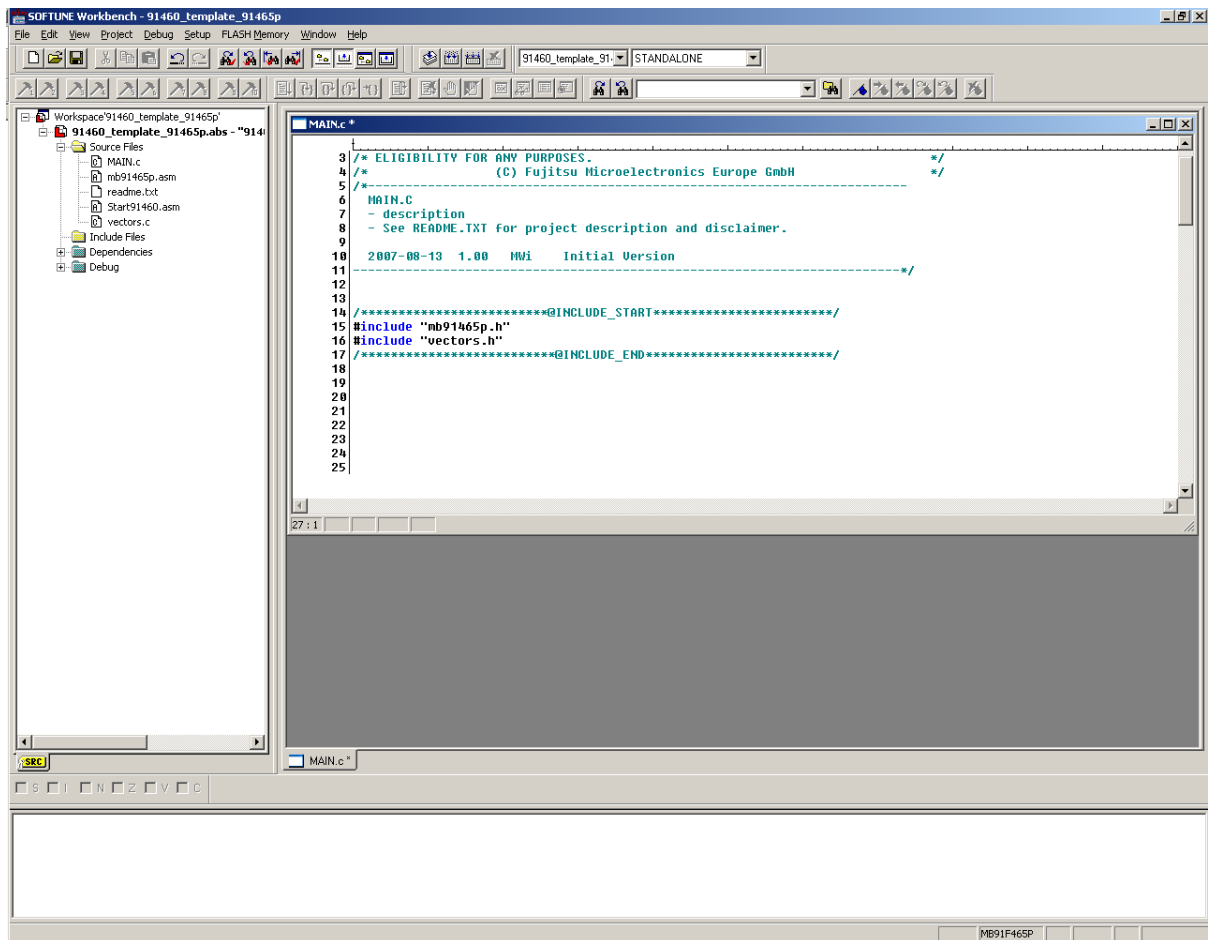 SOFTUNE Workbench - 91460_template_91465p
File Edit View Project Debug Setup FLASH Memory Window Help
91460_template_91 STANDALONE
Workspace'91460_template_91465p'
91460_template_91465p.abs - "914
Source Files
MAIN.c
mb91465p.asm
readme.txt
Start91460.asm
vectors.c
Include Files
Dependencies
Debug
SRC
MAIN.c *
3 /* ELIGIBILITY FOR ANY PURPOSES. */
4 /* (C) Fujitsu Microelectronics Europe GmbH */
5 /*---------------------------------------------------------------------------
6 MAIN.C
7 - description
8 - See README.TXT for project description and disclaimer.
9
10 2007-08-13 1.00 MWi Initial Version
11 ---------------------------------------------------------------------------*/
12
13
14 /*************************@INCLUDE_START************************/
15 #include "mb91465p.h"
16 #include "vectors.h"
17 /**************************@INCLUDE_END*************************/
18
19
20
21
22
23
24
25
27 : 1
MAIN.c *
S I N Z V C
MB91F465P